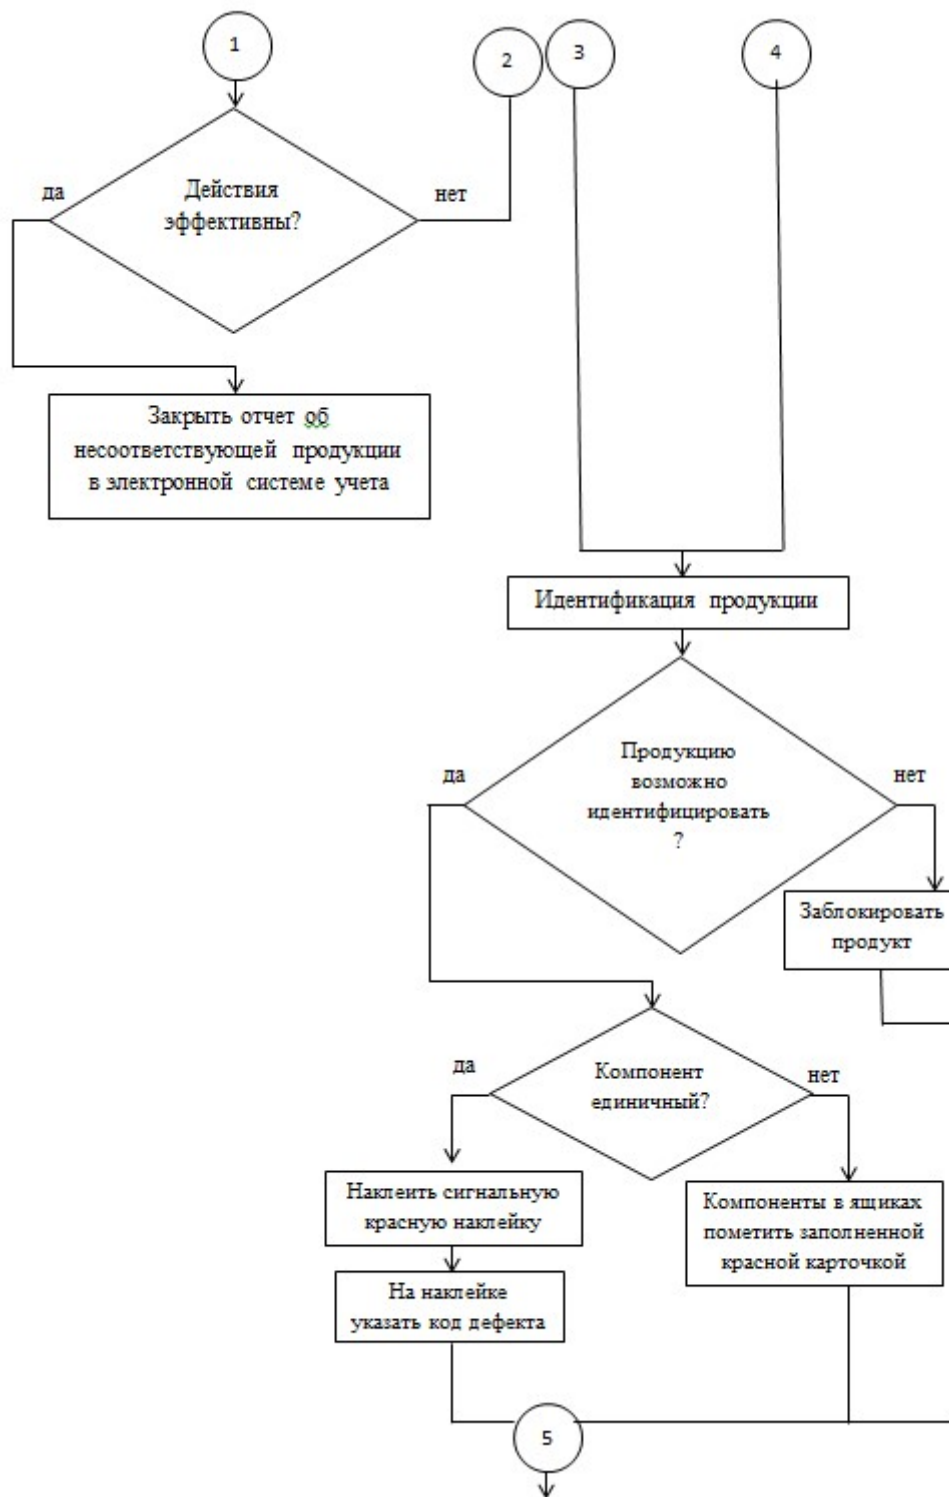 1
2
3
4
да
Действия
эффективны?
нет
Закрыть отчет об
несоответствующей продукции
в электронной системе учета
Идентификация продукции
да
Продукцию
возможно
идентифицировать
?
нет
Заблокировать
продукт
да
Компонент
единичный?
нет
Наклеить сигнальную
красную наклейку
Компоненты в ящиках
пометить заполненной
красной карточкой
На наклейке
указать код дефекта
5